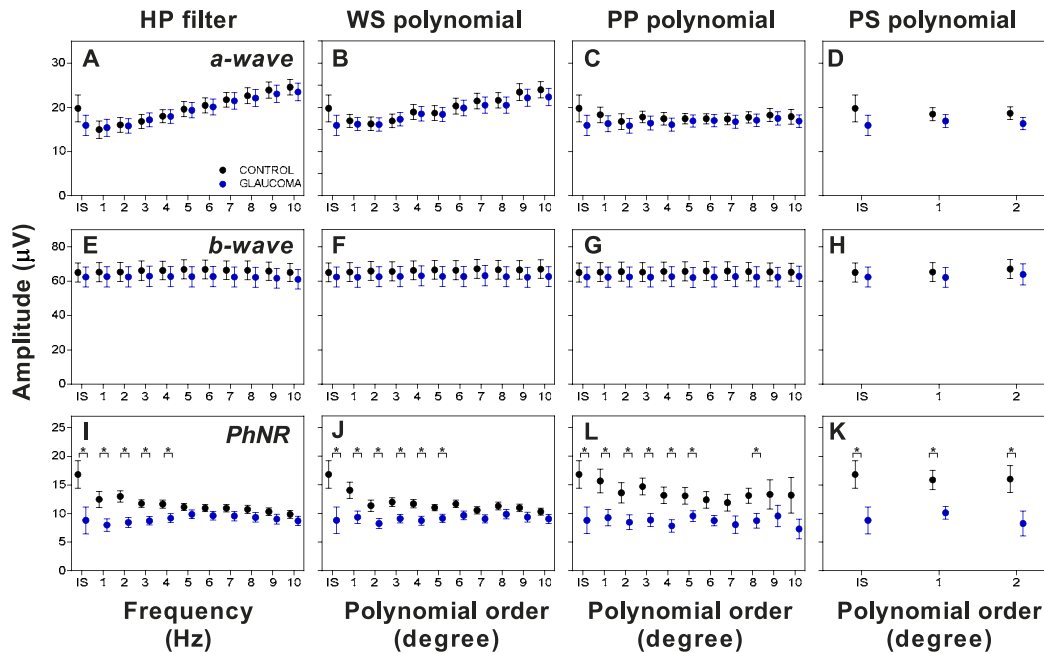 HP filter WS polynomial PP polynomial PS polynomial
A a-wave B C D
30
20
10
0
CONTROL
GLAUCOMA
IS 1 2 3 4 5 6 7 8 9 10 IS 1 2 3 4 5 6 7 8 9 10 IS 1 2 3 4 5 6 7 8 9 10 IS 1 2
Amplitude (µV)
E b-wave F G H
80
60
40
20
0
IS 1 2 3 4 5 6 7 8 9 10 IS 1 2 3 4 5 6 7 8 9 10 IS 1 2 3 4 5 6 7 8 9 10 IS 1 2
I PhNR J L K
* * * * * * * * * * * * * * * * * * * * *
25
20
15
10
5
0
IS 1 2 3 4 5 6 7 8 9 10 IS 1 2 3 4 5 6 7 8 9 10 IS 1 2 3 4 5 6 7 8 9 10 IS 1 2
Frequency Polynomial order Polynomial order Polynomial order
(Hz) (degree) (degree) (degree)